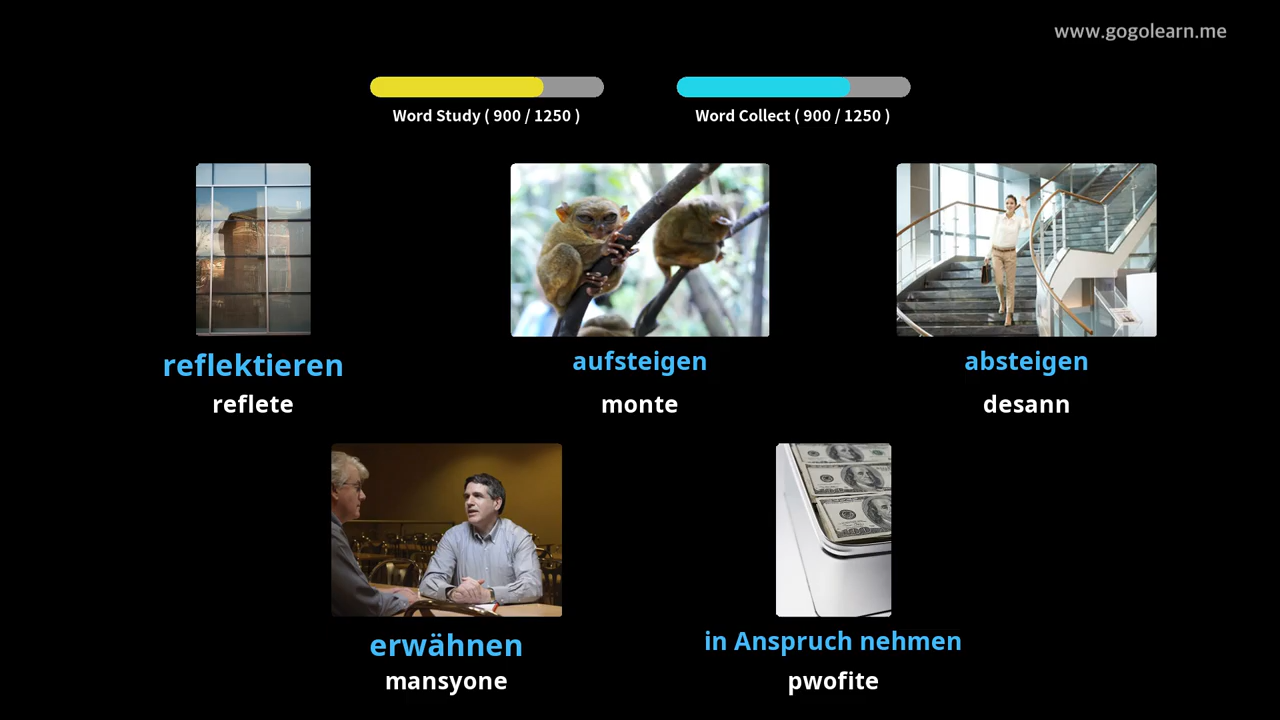 www.gogolearn.me
Word Study ( 900 / 1250 )
Word Collect ( 900 / 1250 )
reflektieren
reflete
aufsteigen
monte
absteigen
desann
erwähnen
mansyone
in Anspruch nehmen
pwofite